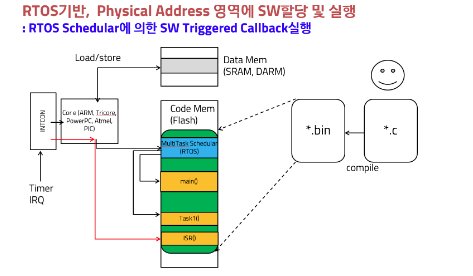 RTOS기반, Physical Address 영역에 SW할당 및 실행
: RTOS Schedular에 의한 SW Triggered Callback실행
Load/store
Data Mem
(SRAM, DARM)
INTCON
Core (ARM, Tricore,
PowerPC, Atmel,
PIC)
Code Mem
(Flash)
MultiTask Schedular
(RTOS)
main()
Task1()
ISR()
Timer
IRQ
*.bin
*.c
compile